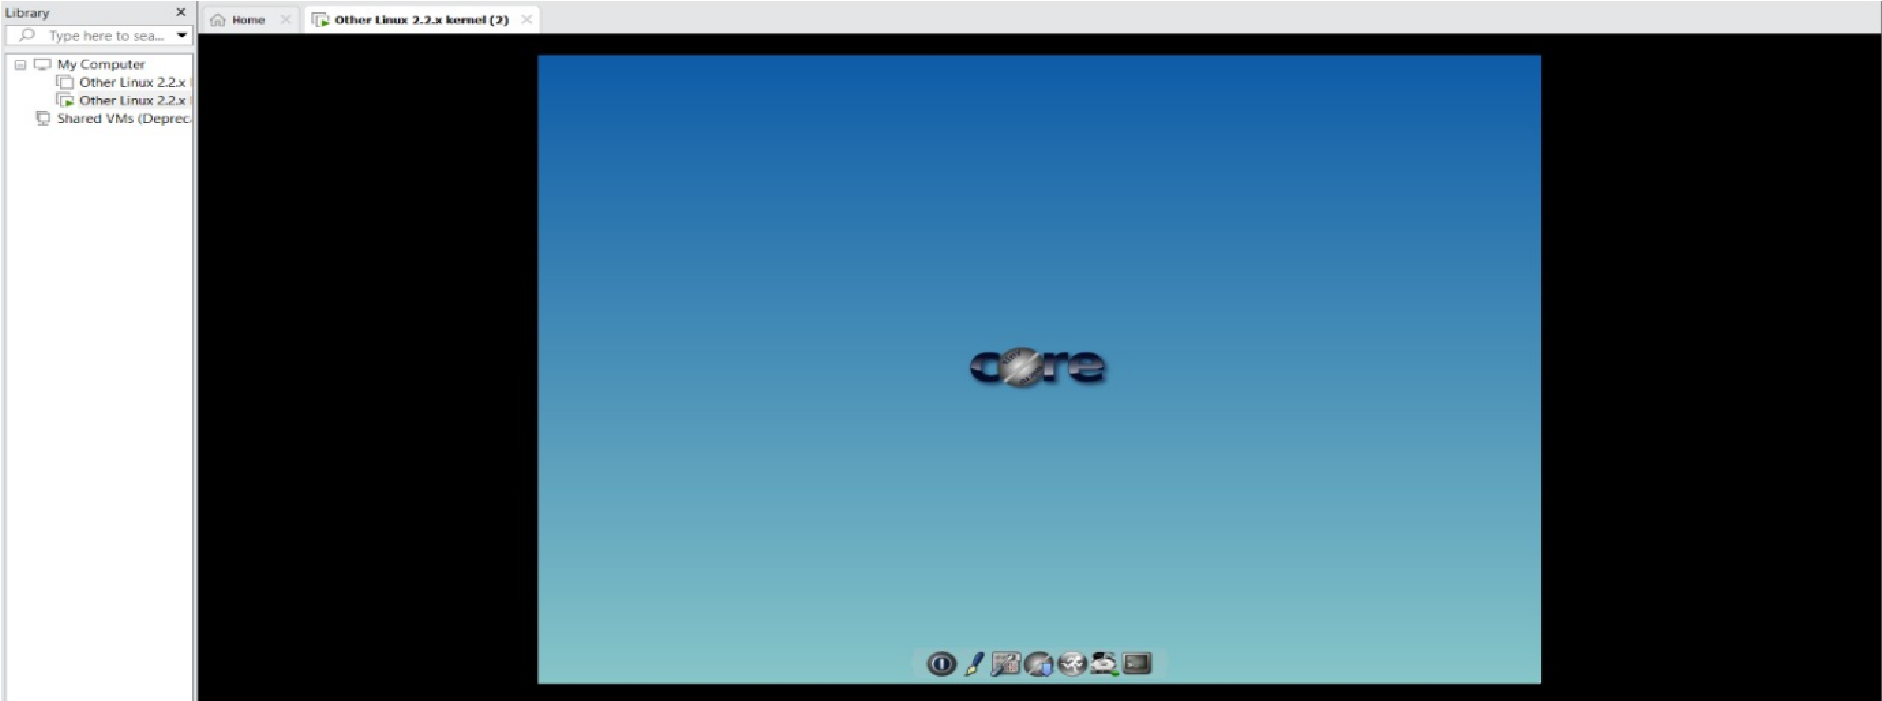 Library
Type here to sea...
My Computer
Other Linux 2.2.x
Other Linux 2.2.x
Shared VMs (Deprec
Home
Other Linux 2.2.x kernel (2)
core